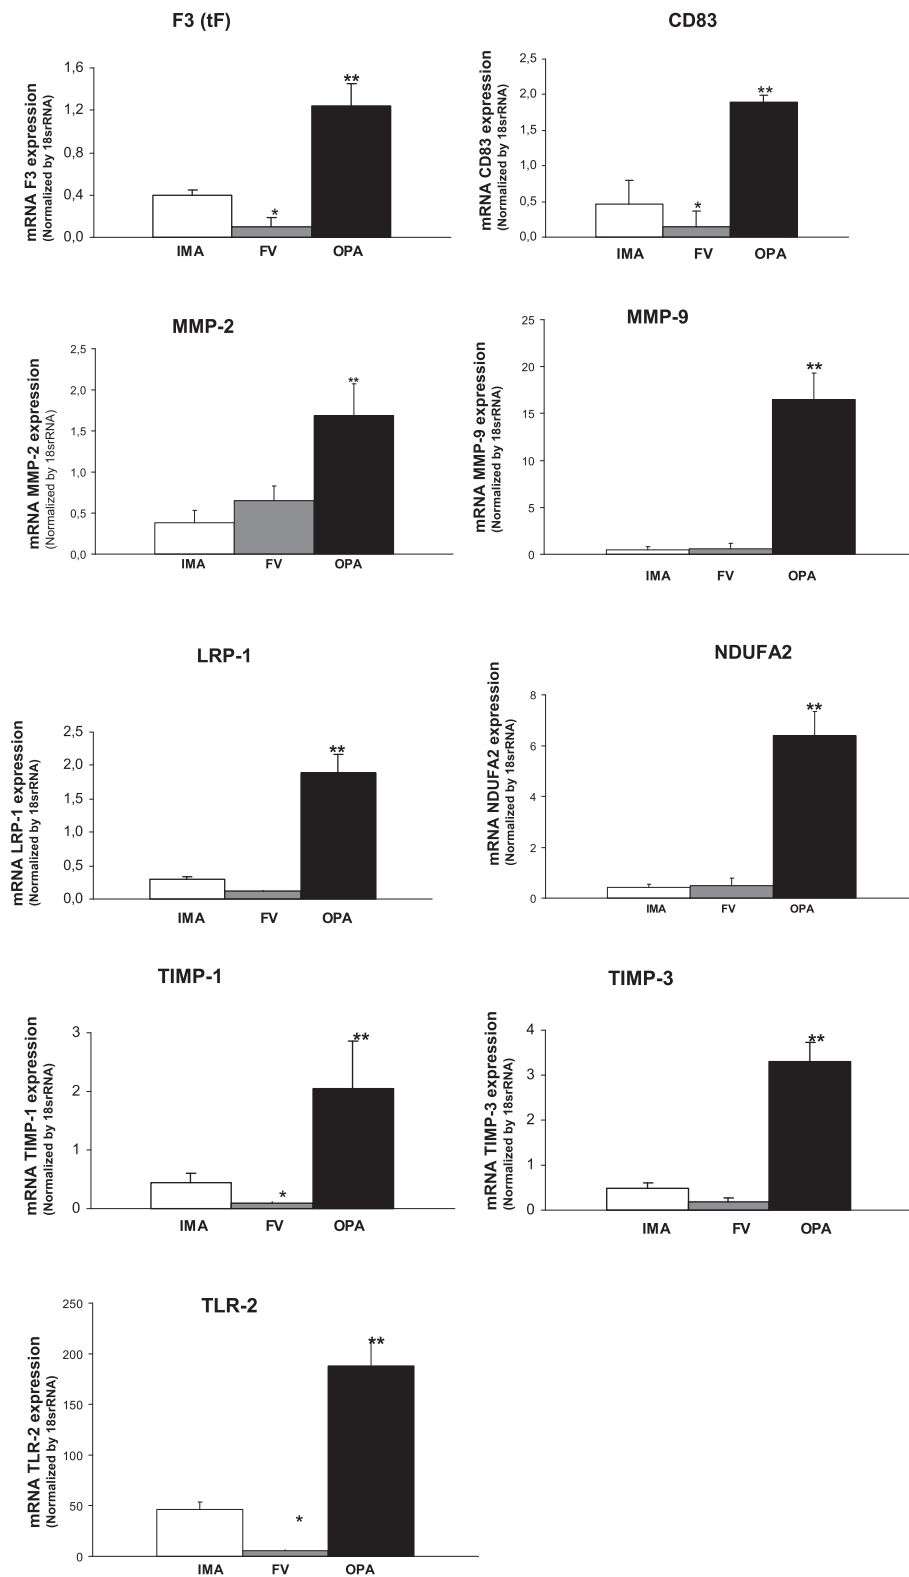 F3 (tF)
mRNA F3 expression
(Normalized by 18srRNA)
1,6
1,2
0,8
0,4
0,0
**
*
IMA FV OPA
CD83
mRNA CD83 expression
(Normalized by 18srRNA)
2,5
2,0
1,5
1,0
0,5
0,0
**
*
IMA FV OPA
MMP-2
mRNA MMP-2 expression
(Normalized by 18srRNA)
2,5
2,0
1,5
1,0
0,5
0,0
**
IMA FV OPA
MMP-9
mRNA MMP-9 expression
(Normalized by 18srRNA)
25
20
15
10
5
0
**
IMA FV OPA
LRP-1
mRNA LRP-1 expression
(Normalized by 18srRNA)
2,5
2,0
1,5
1,0
0,5
0,0
**
IMA FV OPA
NDUFA2
mRNA NDUFA2 expression
(Normalized by 18srRNA)
8
6
4
2
0
**
IMA FV OPA
TIMP-1
mRNA TIMP-1 expression
(Normalized by 18srRNA)
3
2
1
0
**
*
IMA FV OPA
TIMP-3
mRNA TIMP-3 expression
(Normalized by 18srRNA)
4
3
2
1
0
**
IMA FV OPA
TLR-2
mRNA TLR-2 expression
(Normalized by 18srRNA)
250
200
150
100
50
0
**
*
IMA FV OPA